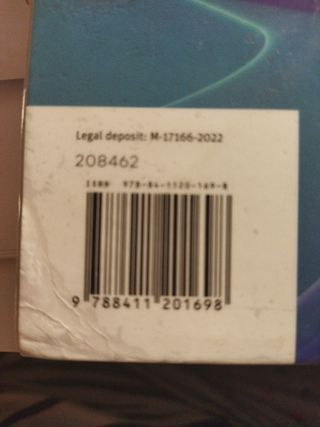 Legal deposit: M-17166-2022
208462
ISBN 978-84-1120-169-8
9 788411 201698